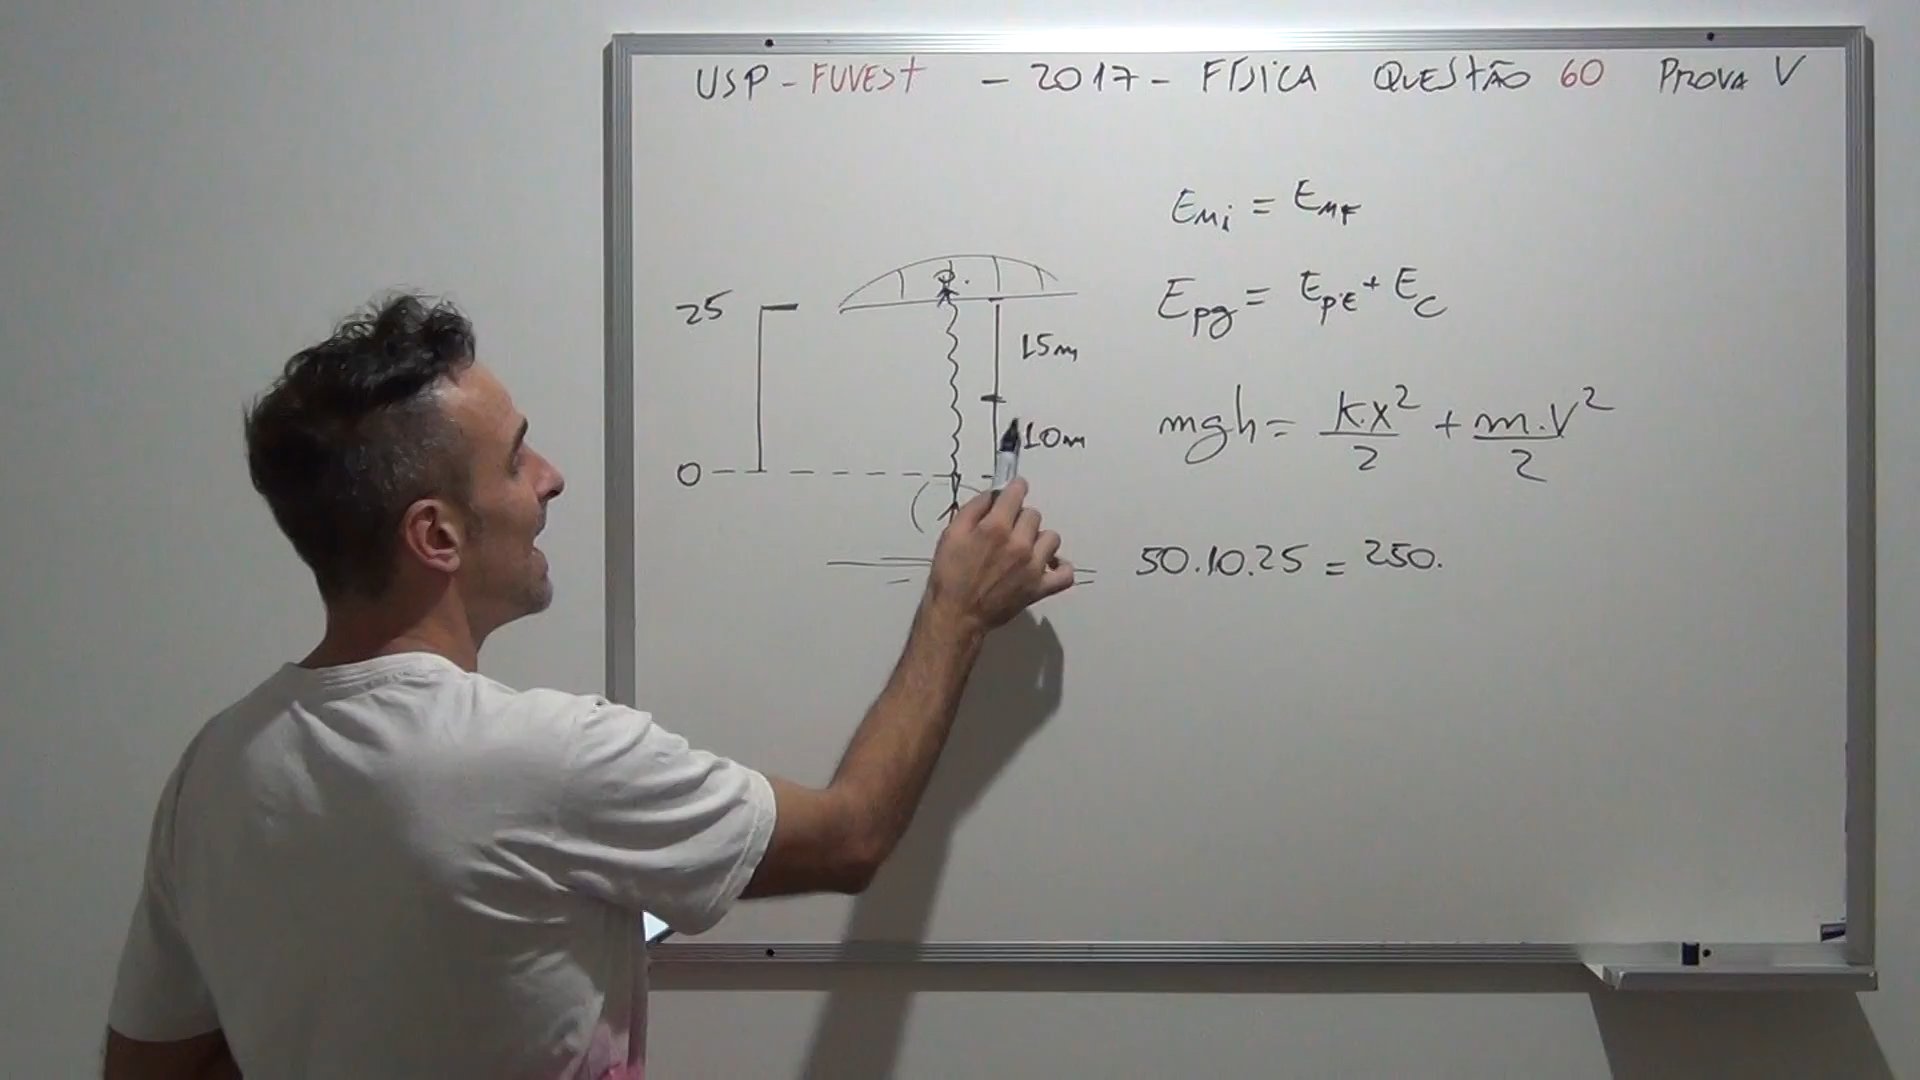 USP - FUVEST - 2017 - FÍSICA QUESTÃO 60 PROVA V
EMi = EMF
Epg = EPE + EC
25
15m
mgh = K.X²/2 + m.V²/2
10m
0
50.10.25 = 250.